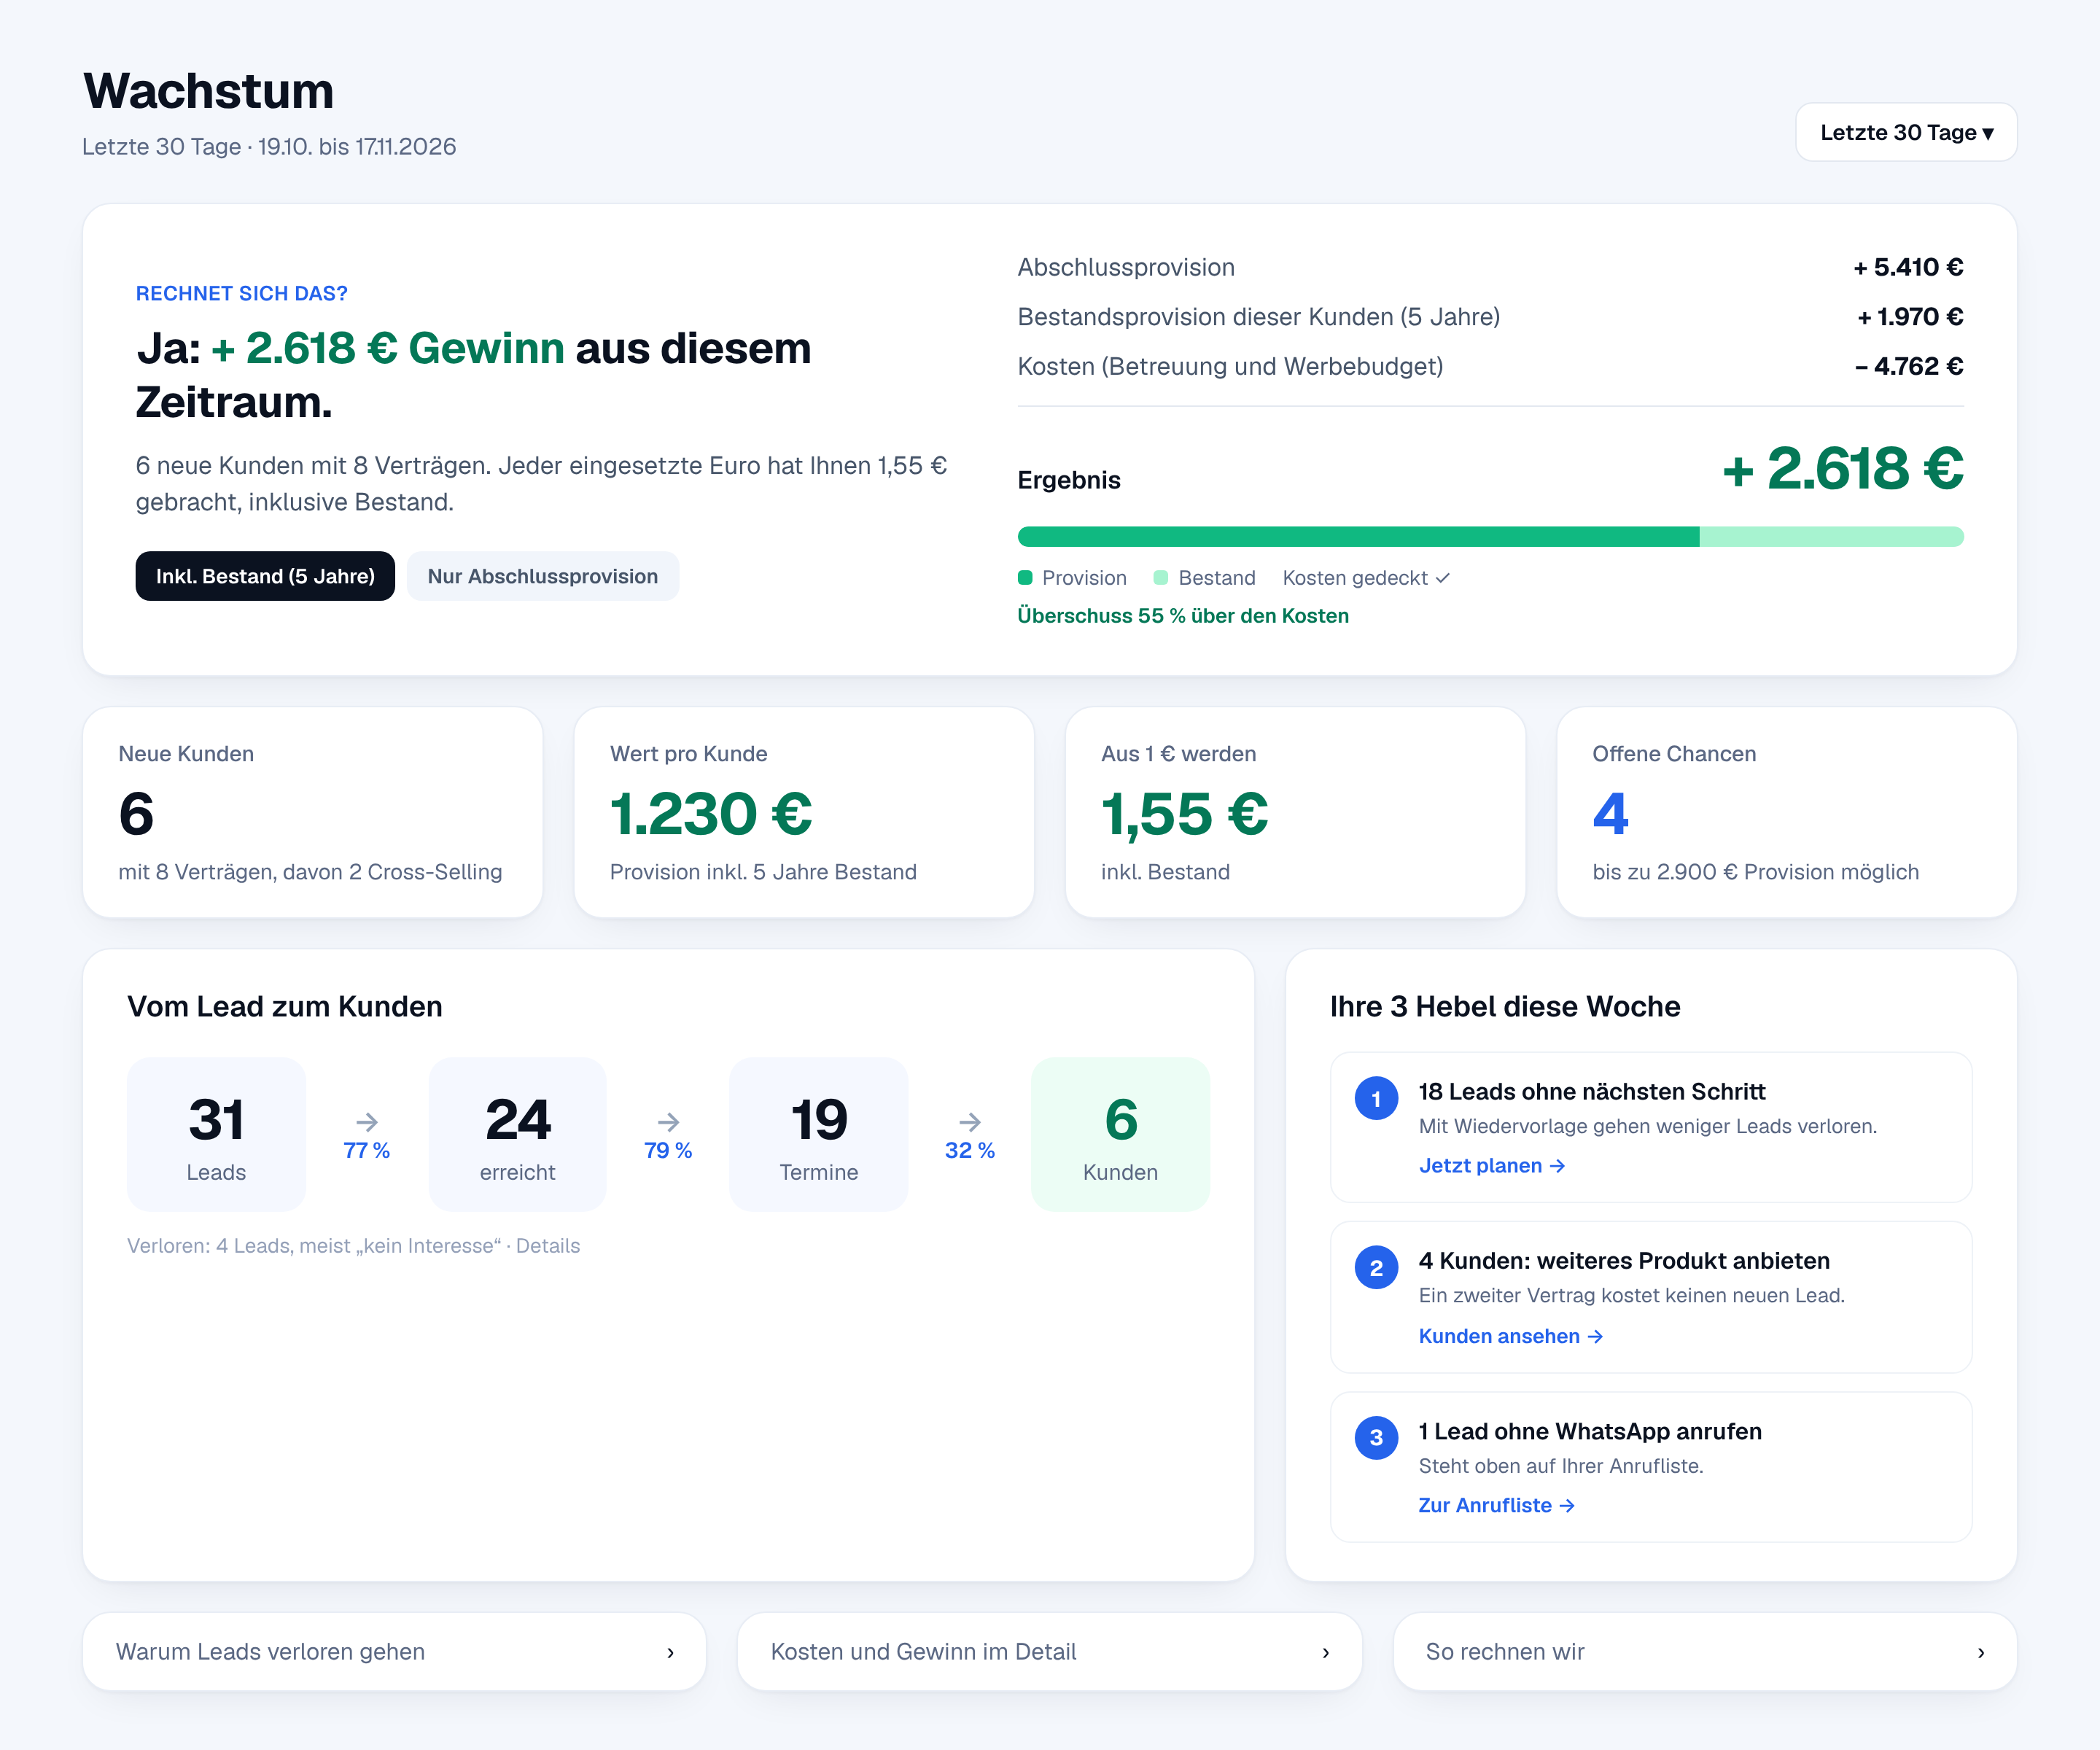 Wachstum
Letzte 30 Tage · 19.10. bis 17.11.2026
Letzte 30 Tage ▾
RECHNET SICH DAS?
Ja: + 2.618 € Gewinn aus diesem
Zeitraum.
6 neue Kunden mit 8 Verträgen. Jeder eingesetzte Euro hat Ihnen 1,55 €
gebracht, inklusive Bestand.
Inkl. Bestand (5 Jahre)
Nur Abschlussprovision
Abschlussprovision + 5.410 €
Bestandsprovision dieser Kunden (5 Jahre) + 1.970 €
Kosten (Betreuung und Werbebudget) – 4.762 €
Ergebnis + 2.618 €
Provision Bestand Kosten gedeckt ✓
Überschuss 55 % über den Kosten
Neue Kunden
6
mit 8 Verträgen, davon 2 Cross-Selling
Wert pro Kunde
1.230 €
Provision inkl. 5 Jahre Bestand
Aus 1 € werden
1,55 €
inkl. Bestand
Offene Chancen
4
bis zu 2.900 € Provision möglich
Vom Lead zum Kunden
31
Leads
→
77 %
24
erreicht
→
79 %
19
Termine
→
32 %
6
Kunden
Verloren: 4 Leads, meist „kein Interesse“ · Details
Ihre 3 Hebel diese Woche
1
18 Leads ohne nächsten Schritt
Mit Wiedervorlage gehen weniger Leads verloren.
Jetzt planen →
2
4 Kunden: weiteres Produkt anbieten
Ein zweiter Vertrag kostet keinen neuen Lead.
Kunden ansehen →
3
1 Lead ohne WhatsApp anrufen
Steht oben auf Ihrer Anrufliste.
Zur Anrufliste →
Warum Leads verloren gehen ›
Kosten und Gewinn im Detail ›
So rechnen wir ›